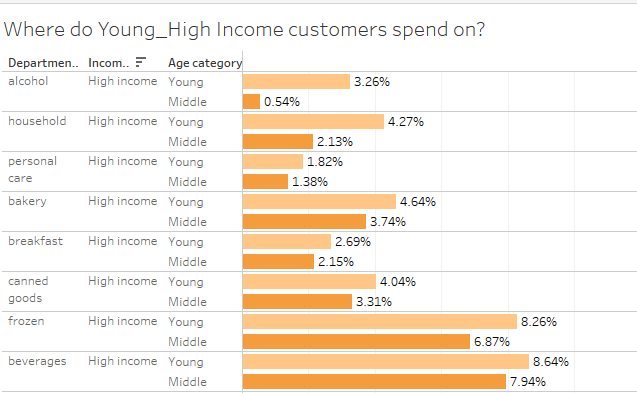 Where do Young_High Income customers spend on?
Departmen.. Incom.. Age category
alcohol High income Young 3.26%
Middle 0.54%
household High income Young 4.27%
Middle 2.13%
personal care High income Young 1.82%
Middle 1.38%
bakery High income Young 4.64%
Middle 3.74%
breakfast High income Young 2.69%
Middle 2.15%
canned goods High income Young 4.04%
Middle 3.31%
frozen High income Young 8.26%
Middle 6.87%
beverages High income Young 8.64%
Middle 7.94%